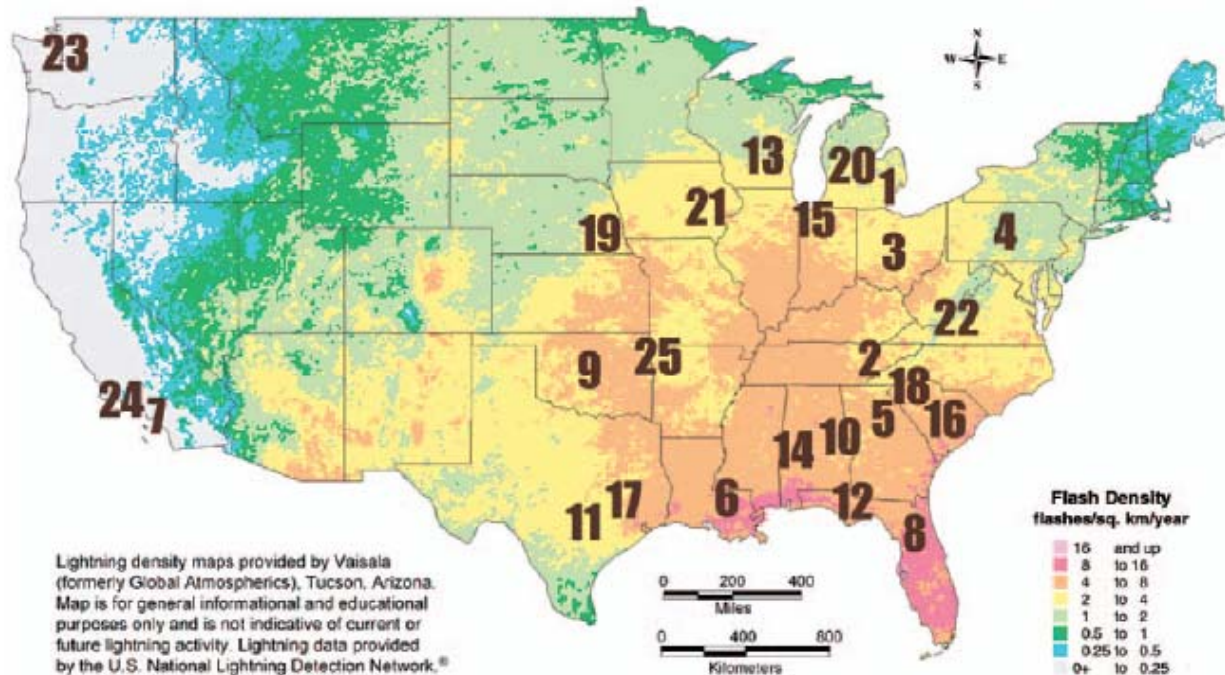 N
W E
S
23
13
20
1
21
15
19
4
3
22
25
9
2
18
24
7
5
16
10
14
6
12
17
11
8
Flash Density
flashes/sq. km/year
16 and up
8 to 16
4 to 8
2 to 4
1 to 2
0.5 to 1
0.25 to 0.5
0+ to 0.25
Lightning density maps provided by Vaisala
(formerly Global Atmospherics), Tucson, Arizona.
Map is for general informational and educational
purposes only and is not indicative of current or
future lightning activity. Lightning data provided
by the U.S. National Lightning Detection Network.®
0 200 400
Miles
0 400 800
Kilometers